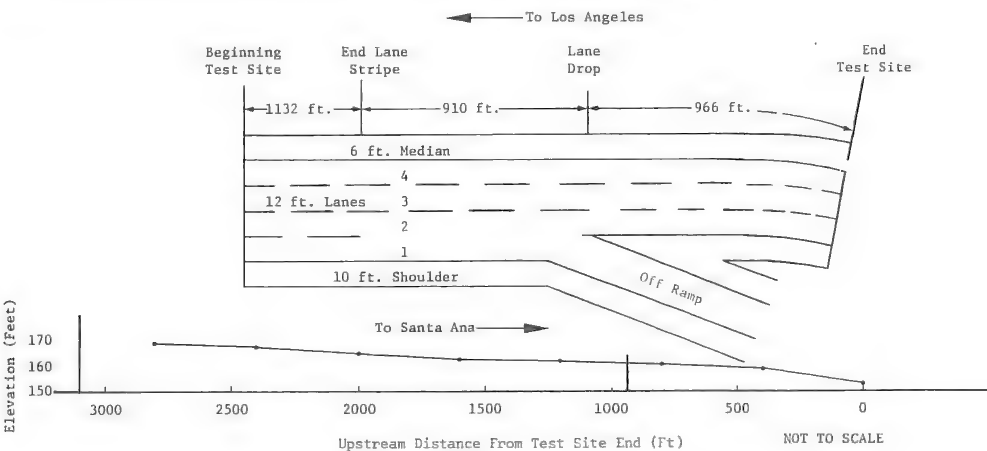 To Los Angeles
Beginning
Test Site
End Lane
Stripe
Lane
Drop
End
Test Site
1132 ft.
910 ft.
966 ft.
6 ft. Median
4
12 ft. Lanes
3
2
1
10 ft. Shoulder
Off Ramp
To Santa Ana
Elevation (Feet)
170
160
150
3000
2500
2000
1500
1000
500
0
Upstream Distance From Test Site End (Ft)
NOT TO SCALE